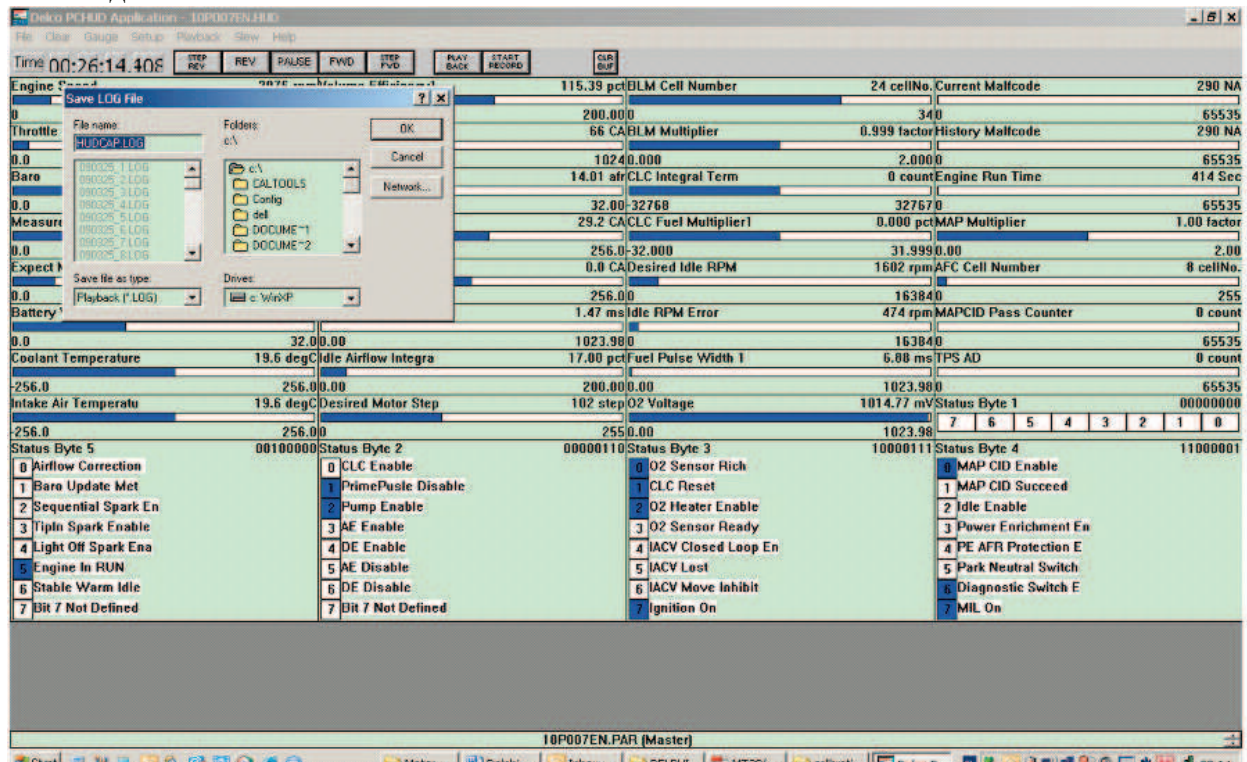 Delco PCHUD Application - 10P007EN.HUD
File Clear Gauge Setup Playback Slew Help
Time 00:26:14.408 STEP REV REV PAUSE FWD STEP FWD PLAY BACK START RECORD CLR BUF
Engine Speed 2076 rpm Volume Efficiency1 115.39 pct BLM Cell Number 24 cellNo. Current Malfcode 290 NA
0 200.00 0 34 0 65535
Throttle 66 CA BLM Multiplier 0.999 factor History Malfcode 290 NA
0.0 1024 0.000 2.000 0 65535
Baro 14.01 afr CLC Integral Term 0 count Engine Run Time 414 Sec
0.0 32.00 -32768 32767 0 65535
Measure 29.2 CA CLC Fuel Multiplier1 0.000 pct MAP Multiplier 1.00 factor
0.0 256.0 -32.000 31.999 0.00 2.00
Expect M 0.0 CA Desired Idle RPM 1602 rpm AFC Cell Number 8 cellNo.
0.0 256.0 0 16384 0 255
Battery 1.47 ms Idle RPM Error 474 rpm MAPCID Pass Counter 0 count
0.0 32.0 0.00 1023.98 0 16384 0 65535
Coolant Temperature 19.6 degC Idle Airflow Integra 17.00 pct Fuel Pulse Width 1 6.88 ms TPS AD 0 count
-256.0 256.0 0.00 200.00 0.00 1023.98 0 65535
Intake Air Temperatu 19.6 degC Desired Motor Step 102 step O2 Voltage 1014.77 mV Status Byte 1 00000000
-256.0 256.0 0 255 0.00 1023.98 7 6 5 4 3 2 1 0
Save LOG File
File name:
HUDCAP.LOG
090325_1.LOG
090325_2.LOG
090325_3.LOG
090325_4.LOG
090325_5.LOG
090325_6.LOG
090325_7.LOG
090325_8.LOG
Save file as type:
Playback (*.LOG)
Folders:
c:\
c:\
CALTOOLS
Config
dell
DOCUME~1
DOCUME~2
Drives:
c: WinXP
OK
Cancel
Network...
Status Byte 5 00100000 Status Byte 2 00000110 Status Byte 3 10000111 Status Byte 4 11000001
0 Airflow Correction 0 CLC Enable 0 O2 Sensor Rich 0 MAP CID Enable
1 Baro Update Met 1 PrimePusle Disable 1 CLC Reset 1 MAP CID Succeed
2 Sequential Spark En 2 Pump Enable 2 O2 Heater Enable 2 Idle Enable
3 TipIn Spark Enable 3 AE Enable 3 O2 Sensor Ready 3 Power Enrichment En
4 Light Off Spark Ena 4 DE Enable 4 IACV Closed Loop En 4 PE AFR Protection E
5 Engine In RUN 5 AE Disable 5 IACV Lost 5 Park Neutral Switch
6 Stable Warm Idle 6 DE Disable 6 IACV Move Inhibit 6 Diagnostic Switch E
7 Bit 7 Not Defined 7 Bit 7 Not Defined 7 Ignition On 7 MIL On
10P007EN.PAR (Master)